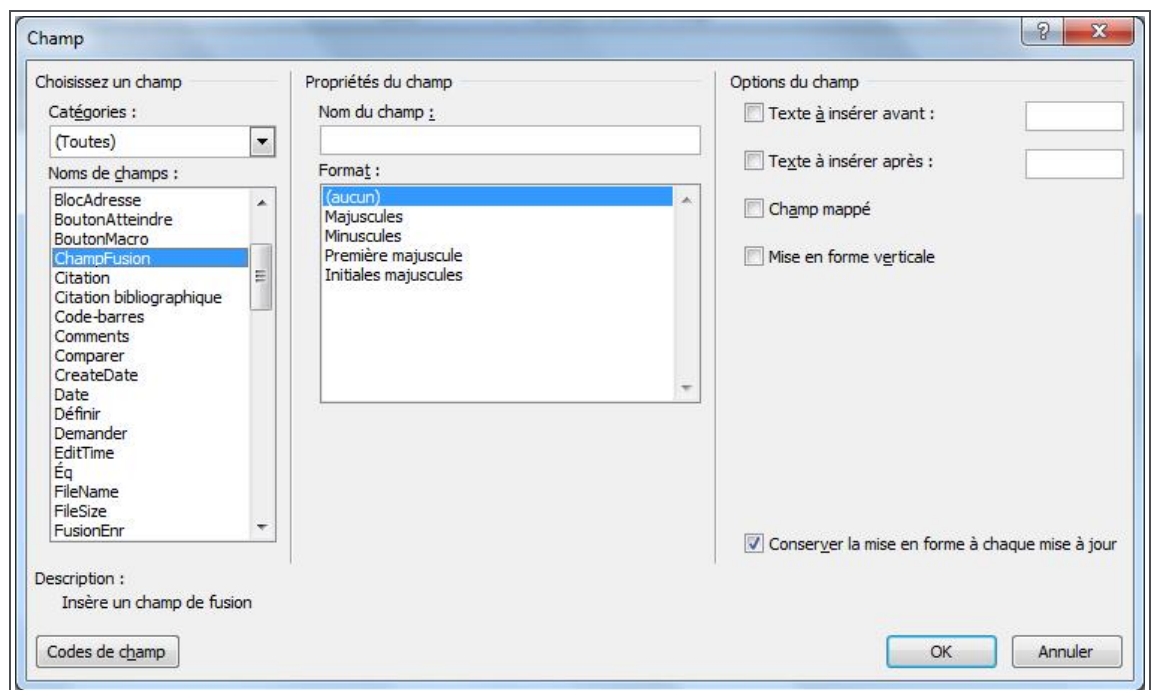 Champ
Choisissez un champ
Catégories :
(Toutes)
Noms de champs :
BlocAdresse
BoutonAtteindre
BoutonMacro
ChampFusion
Citation
Citation bibliographique
Code-barres
Comments
Comparer
CreateDate
Date
Définir
Demander
EditTime
Éq
FileName
FileSize
FusionEnr
Propriétés du champ
Nom du champ :
Format :
(aucun)
Majuscules
Minuscules
Première majuscule
Initiales majuscules
Options du champ
Texte à insérer avant :
Texte à insérer après :
Champ mappé
Mise en forme verticale
Conserver la mise en forme à chaque mise à jour
Description :
Insère un champ de fusion
Codes de champ
OK
Annuler